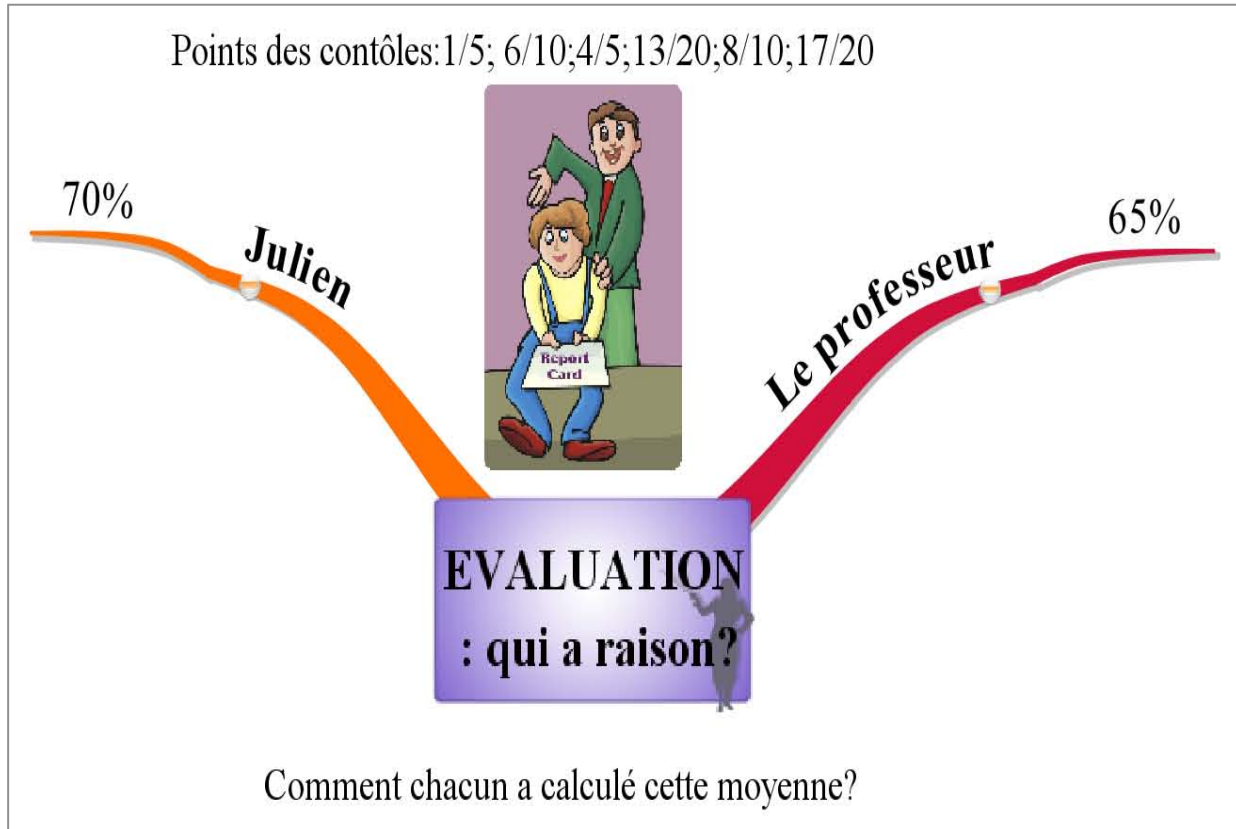 Points des contôles:1/5; 6/10;4/5;13/20;8/10;17/20
70%
Julien
65%
Le professeur
Report
Card
EVALUATION
: qui a raison?
Comment chacun a calculé cette moyenne?